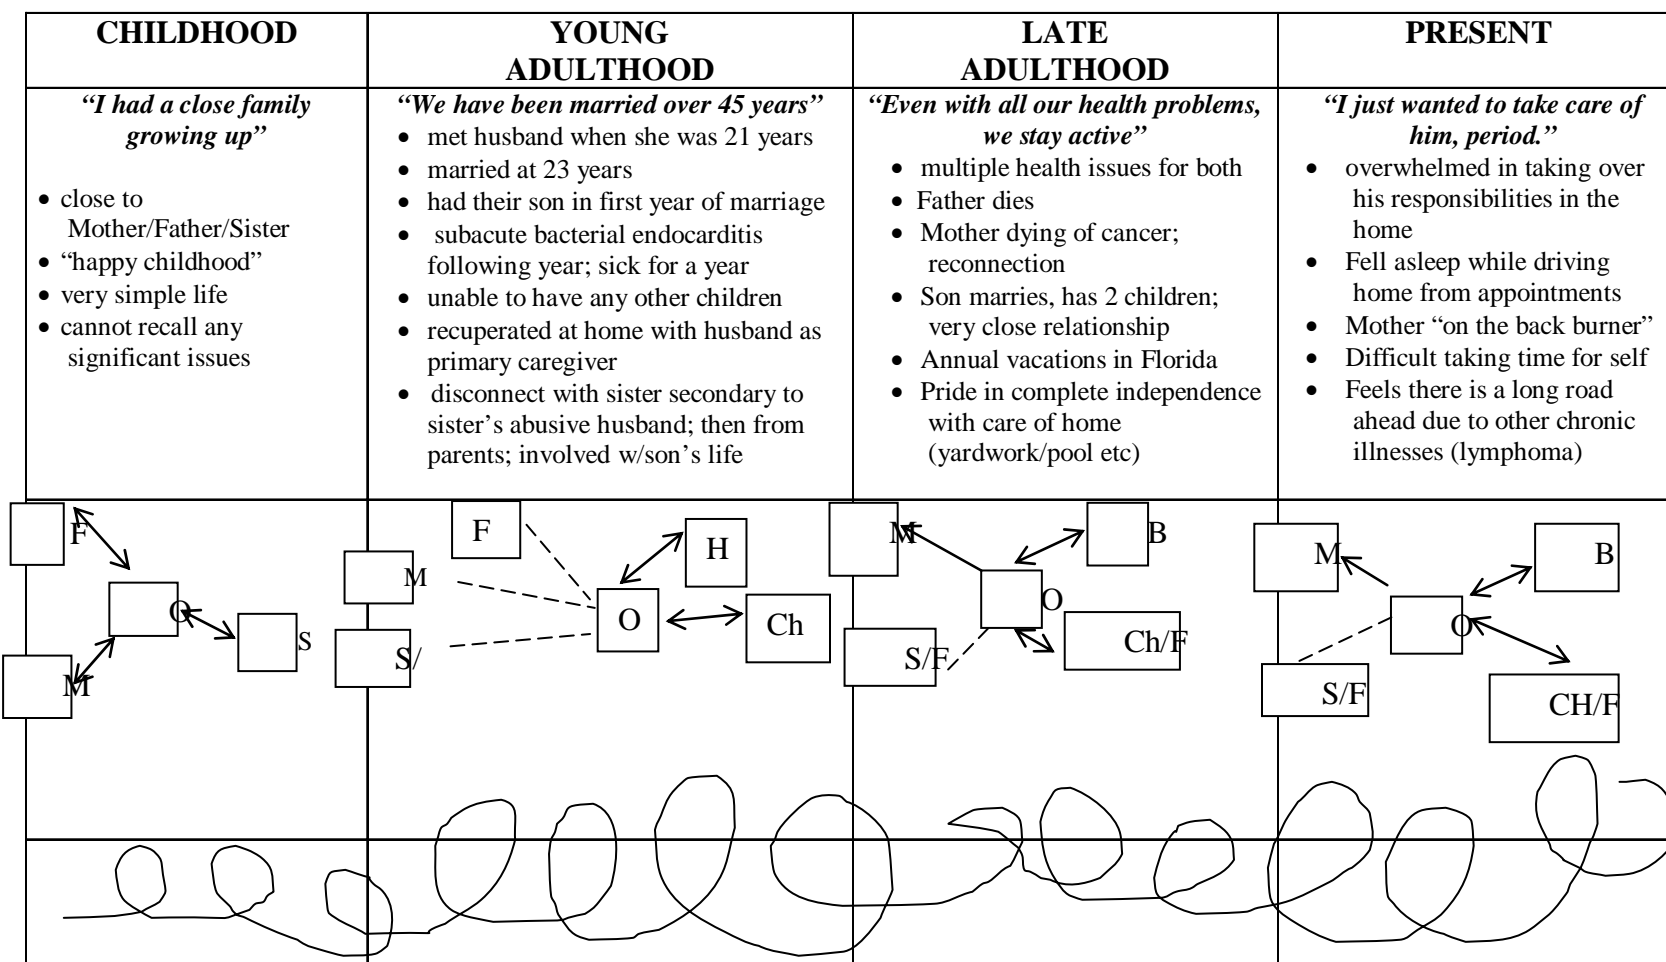 CHILDHOOD
YOUNG
ADULTHOOD
LATE
ADULTHOOD
PRESENT
“I had a close family
growing up”
• close to
Mother/Father/Sister
• “happy childhood”
• very simple life
• cannot recall any
significant issues
“We have been married over 45 years”
• met husband when she was 21 years
• married at 23 years
• had their son in first year of marriage
• subacute bacterial endocarditis
following year; sick for a year
• unable to have any other children
• recuperated at home with husband as
primary caregiver
• disconnect with sister secondary to
sister’s abusive husband; then from
parents; involved w/son’s life
“Even with all our health problems,
we stay active”
• multiple health issues for both
• Father dies
• Mother dying of cancer;
reconnection
• Son marries, has 2 children;
very close relationship
• Annual vacations in Florida
• Pride in complete independence
with care of home
(yardwork/pool etc)
“I just wanted to take care of
him, period.”
• overwhelmed in taking over
his responsibilities in the
home
• Fell asleep while driving
home from appointments
• Mother “on the back burner”
• Difficult taking time for self
• Feels there is a long road
ahead due to other chronic
illnesses (lymphoma)
F
O
S
M
F
H
M
O
Ch
S/
M
B
O
Ch/F
S/F
M
B
O
S/F
CH/F